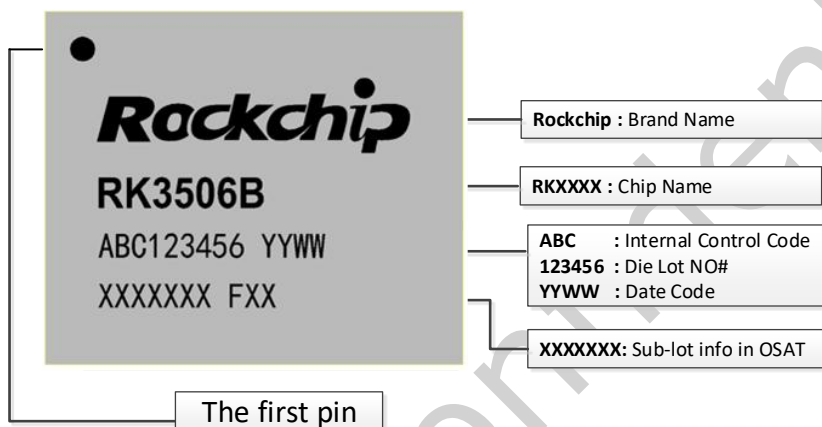 Rockchip
RK3506B
ABC123456 YYWW
XXXXXXX FXX
Rockchip : Brand Name
RKXXXX : Chip Name
ABC : Internal Control Code
123456 : Die Lot NO#
YYWW : Date Code
XXXXXXX: Sub-lot info in OSAT
The first pin